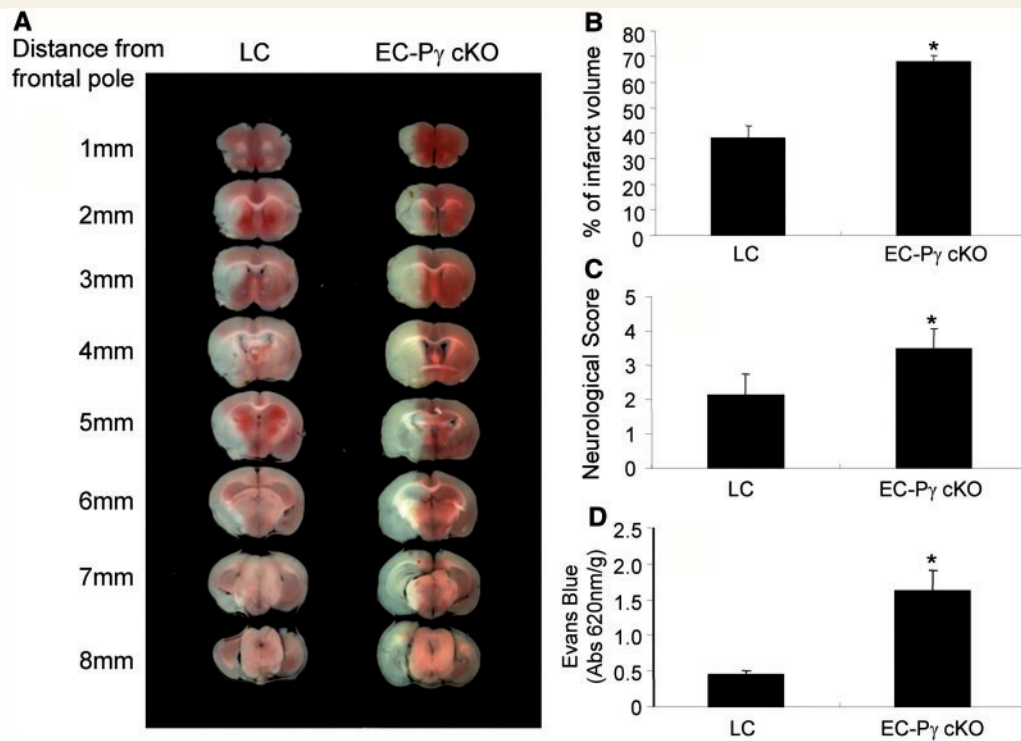 A
Distance from
frontal pole
LC
EC-Pγ cKO
1mm
2mm
3mm
4mm
5mm
6mm
7mm
8mm
B
% of infarct volume
80
70
60
50
40
30
20
10
0
*
LC
EC-Pγ cKO
C
Neurological Score
5
4
3
2
1
0
*
LC
EC-Pγ cKO
D
Evans Blue
(Abs 620nm/g)
2.5
2.0
1.5
1.0
0.5
0
*
LC
EC-Pγ cKO